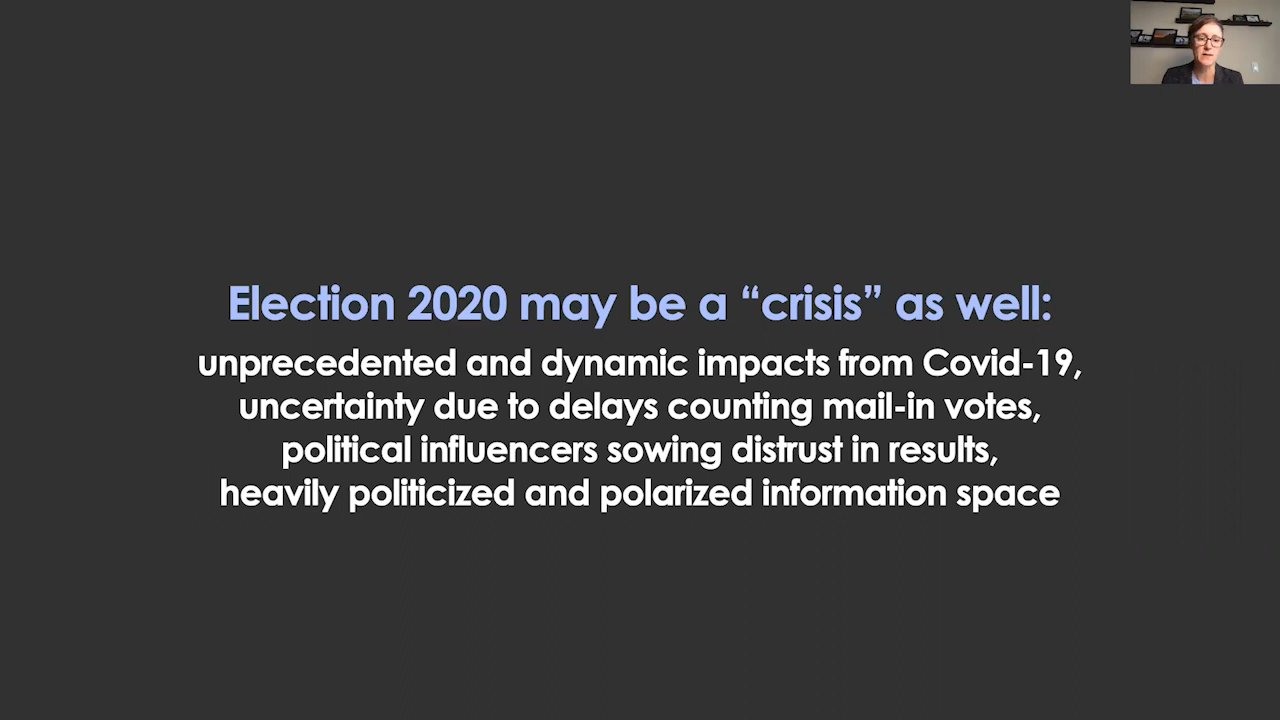 Election 2020 may be a “crisis” as well:
unprecedented and dynamic impacts from Covid-19,
uncertainty due to delays counting mail-in votes,
political influencers sowing distrust in results,
heavily politicized and polarized information space